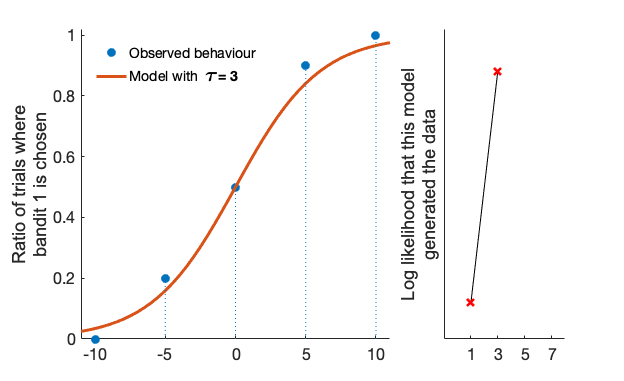 Observed behaviour
Model with τ = 3
Ratio of trials where
bandit 1 is chosen
1
0.8
0.6
0.4
0.2
0
-10
-5
0
5
10
Log likelihood that this model
generated the data
1
3
5
7